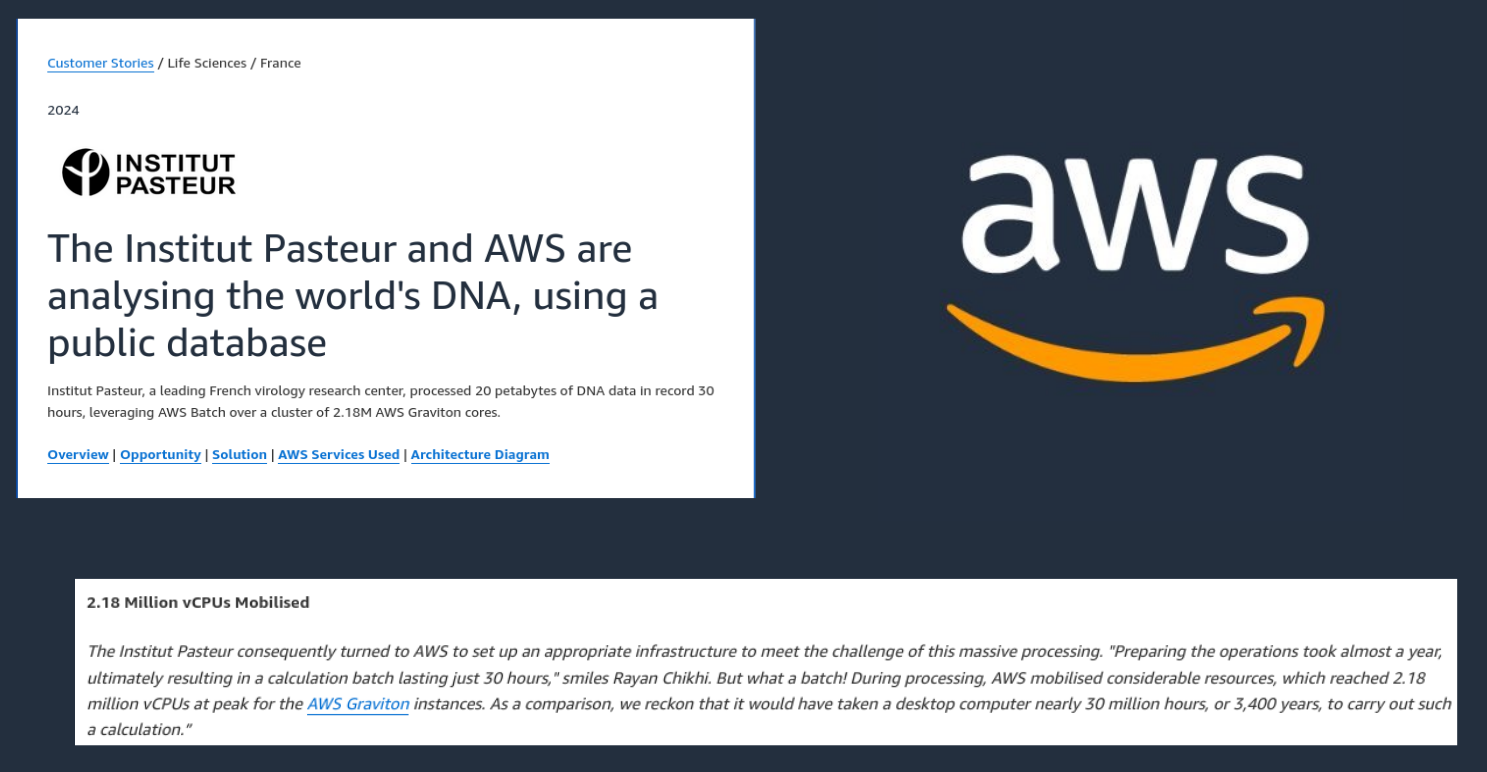 Customer Stories / Life Sciences / France
2024
INSTITUT
PASTEUR
The Institut Pasteur and AWS are
analysing the world's DNA, using a
public database
Institut Pasteur, a leading French virology research center, processed 20 petabytes of DNA data in record 30
hours, leveraging AWS Batch over a cluster of 2.18M AWS Graviton cores.
Overview | Opportunity | Solution | AWS Services Used | Architecture Diagram
aws
2.18 Million vCPUs Mobilised
The Institut Pasteur consequently turned to AWS to set up an appropriate infrastructure to meet the challenge of this massive processing. "Preparing the operations took almost a year,
ultimately resulting in a calculation batch lasting just 30 hours," smiles Rayan Chikhi. But what a batch! During processing, AWS mobilised considerable resources, which reached 2.18
million vCPUs at peak for the AWS Graviton instances. As a comparison, we reckon that it would have taken a desktop computer nearly 30 million hours, or 3,400 years, to carry out such
a calculation.”